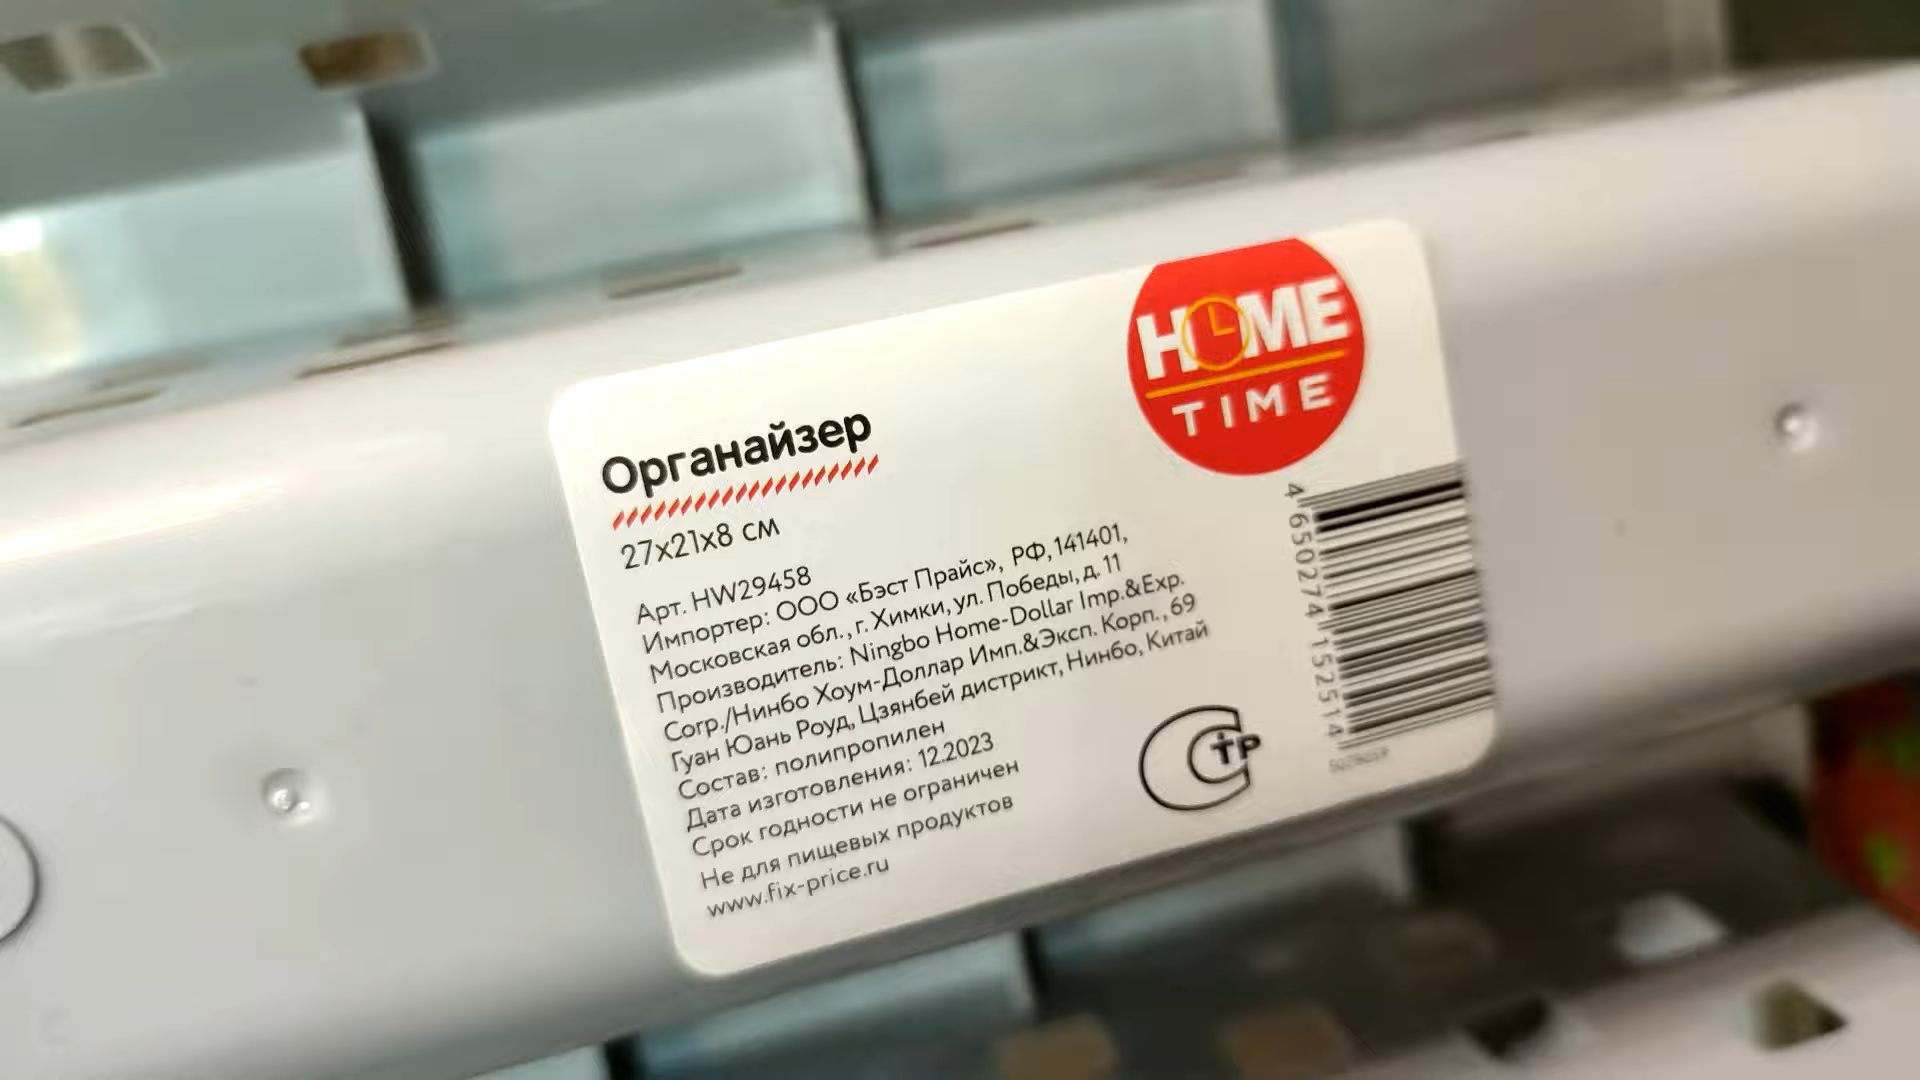 HOME
TIME
Органайзер
27x21x8 см
Арт. HW29458
Импортер: ООО «Бэст Прайс», РФ, 141401,
Московская обл., г. Химки, ул. Победы, д. 11
Производитель: Ningbo Home-Dollar Imp.&Exp.
Corp./Нинбо Хоум-Доллар Имп.&Эксп. Корп., 69
Гуан Юань Роуд, Цзянбей дистрикт, Нинбо, Китай
Состав: полипропилен
Дата изготовления: 12.2023
Срок годности не ограничен
Не для пищевых продуктов
www.fix-price.ru
СТР
4 650274 152514